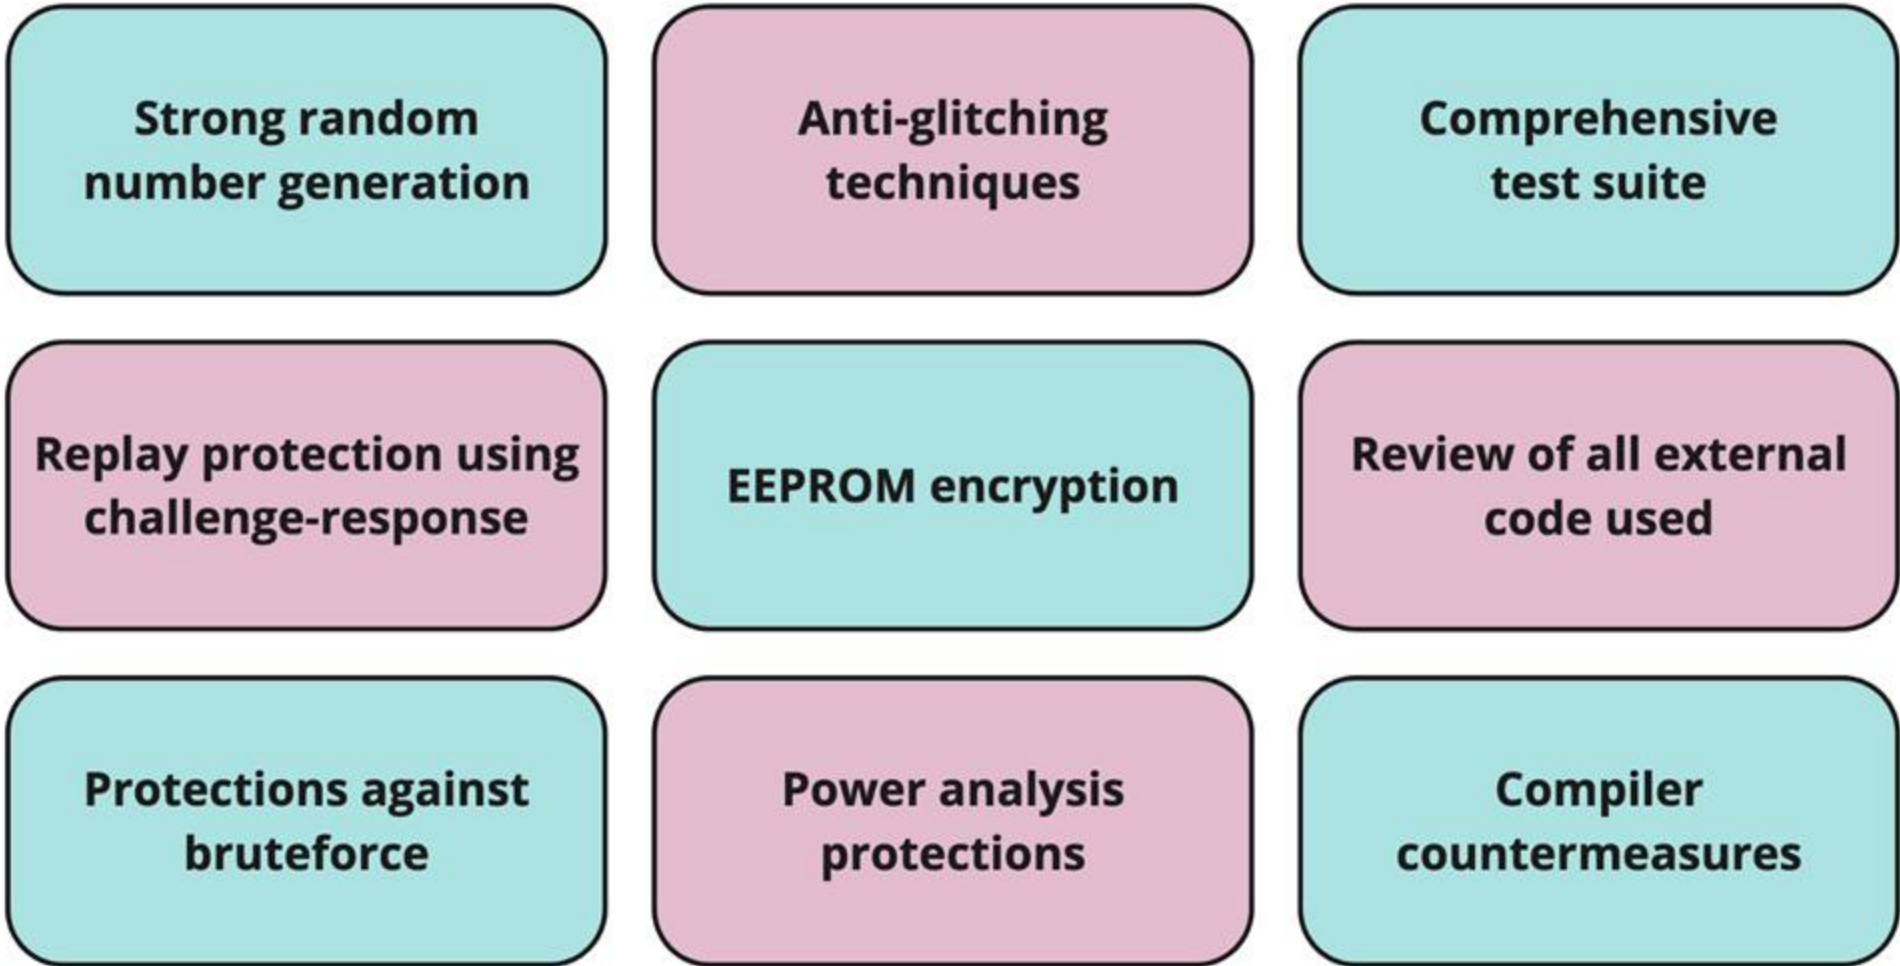 Strong random
number generation
Anti-glitching
techniques
Comprehensive
test suite
Replay protection using
challenge-response
EEPROM encryption
Review of all external
code used
Protections against
bruteforce
Power analysis
protections
Compiler
countermeasures